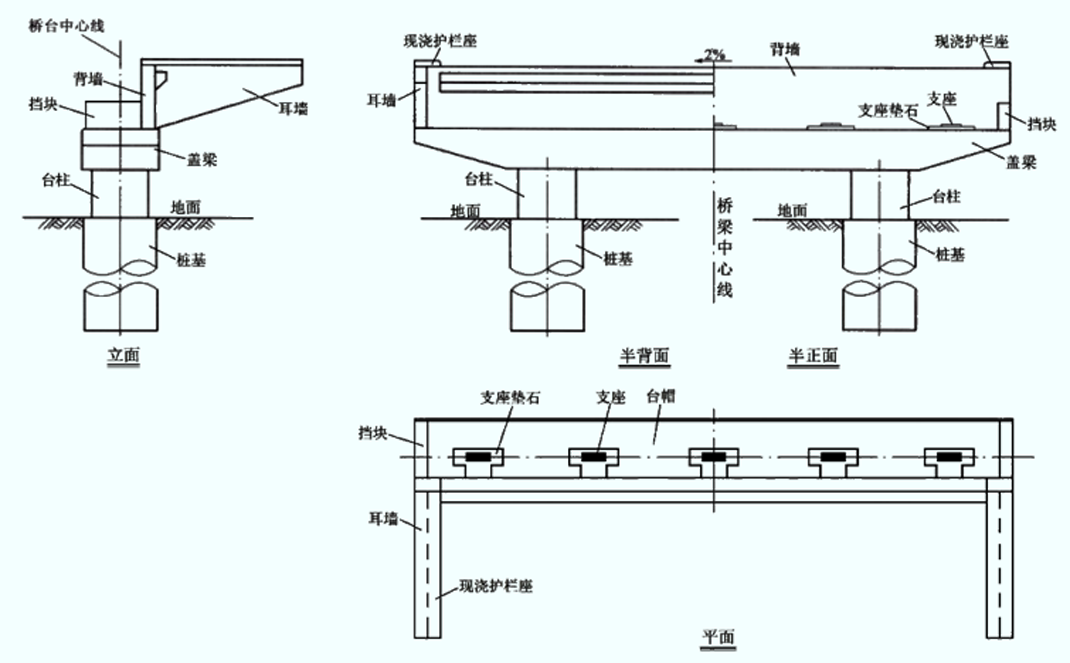 桥台中心线
背墙
挡块
耳墙
盖梁
台柱
地面
桩基
立面
现浇护栏座
2%
背墙
现浇护栏座
耳墙
支座垫石
支座
挡块
盖梁
台柱
台柱
地面
地面
桥梁中心线
桩基
桩基
半背面
半正面
支座垫石
支座
台帽
挡块
耳墙
现浇护栏座
平面